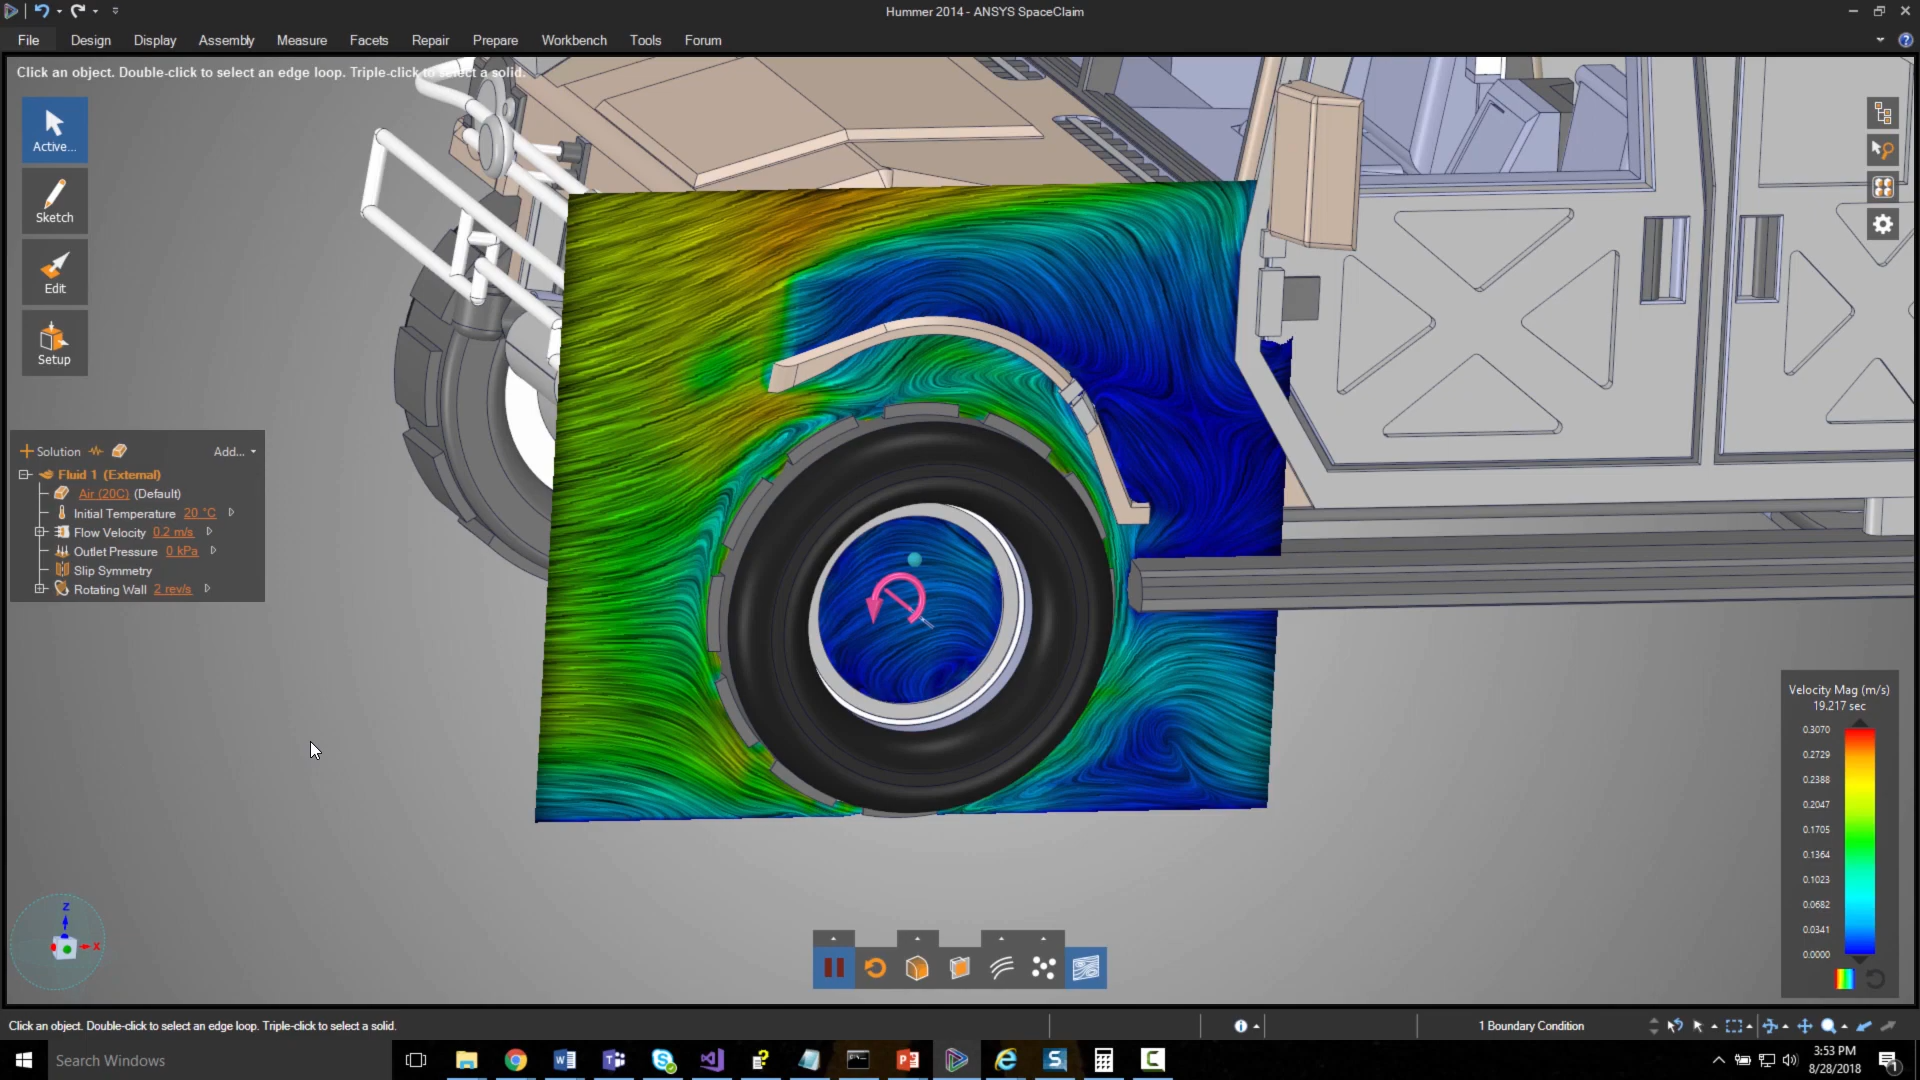 Hummer 2014 - ANSYS SpaceClaim
File Design Display Assembly Measure Facets Repair Prepare Workbench Tools Forum
Click an object. Double-click to select an edge loop. Triple-click to select a solid.
Active...
Sketch
Edit
Setup
Solution Add...
Fluid 1 (External)
Air (20C) (Default)
Initial Temperature 20 °C
Flow Velocity 0.2 m/s
Outlet Pressure 0 kPa
Slip Symmetry
Rotating Wall 2 rev/s
Velocity Mag (m/s)
19.217 sec
0.3070
0.2729
0.2388
0.2047
0.1705
0.1364
0.1023
0.0682
0.0341
0.0000
Z
X
Click an object. Double-click to select an edge loop. Triple-click to select a solid.
1 Boundary Condition
Search Windows
3:53 PM
8/28/2018
1